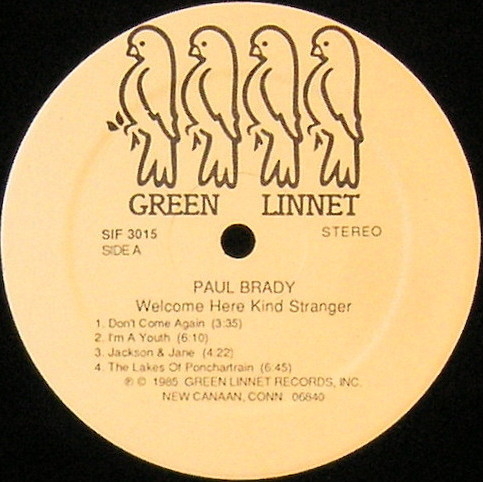 GREEN LINNET
SIF 3015 STEREO
SIDE A
PAUL BRADY
Welcome Here Kind Stranger
1. Don't Come Again (3:35)
2. I'm A Youth (6:10)
3. Jackson & Jane (4:22)
4. The Lakes Of Ponchartrain (6:45)
℗ © 1985 GREEN LINNET RECORDS, INC.
NEW CANAAN, CONN 06840